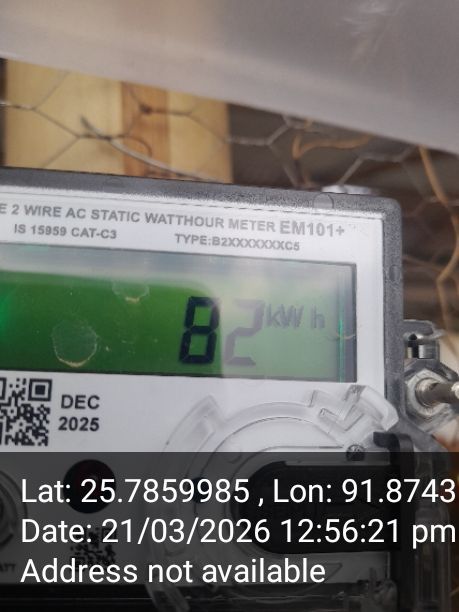 E 2 WIRE AC STATIC WATTHOUR METER EM101+
IS 15959 CAT-C3 TYPE:B2XXXXXXXC5
82 kWh
DEC
2025
Lat: 25.7859985 , Lon: 91.8743
Date: 21/03/2026 12:56:21 pm
Address not available